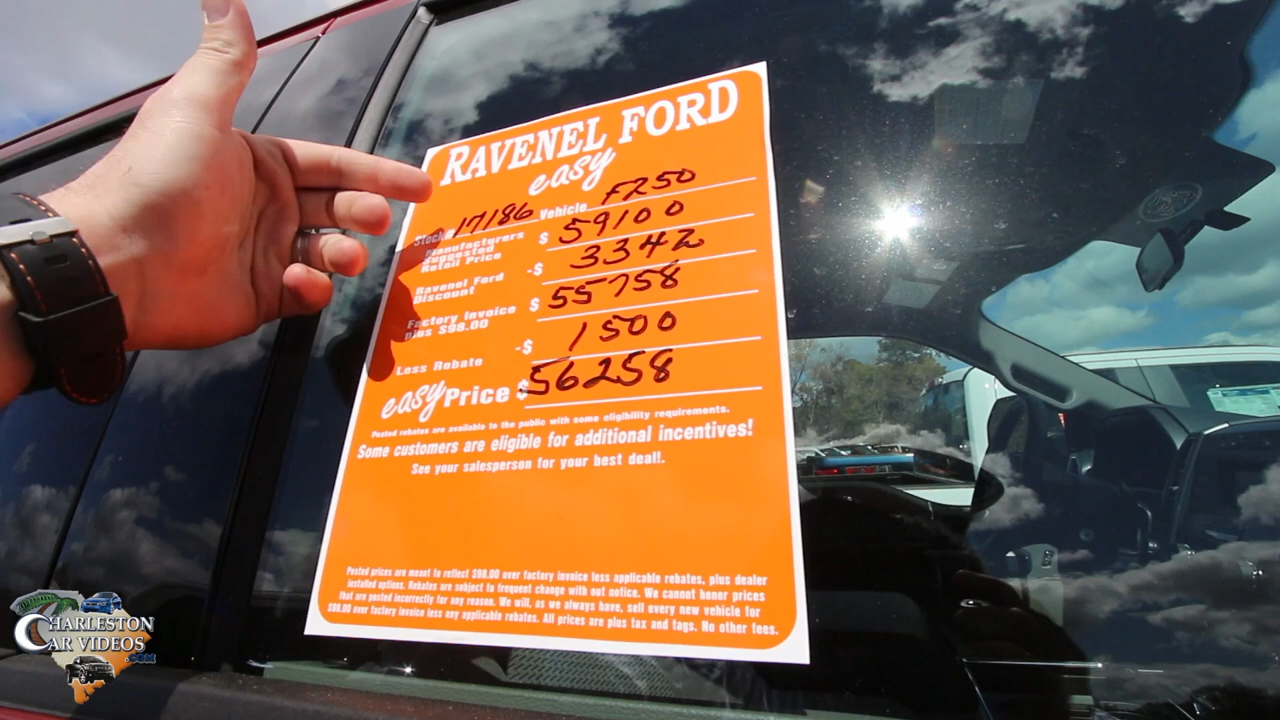 RAVENEL FORD
easy
Stock# 17186 Vehicle F250
Manufacturers Suggested Retail Price $ 59100
Ravenel Ford Discount -$ 3342
Factory Invoice plus $98.00 $ 55758
Less Rebate -$ 1500
easy Price $ 56258
Posted rebates are available to the public with some eligibility requirements.
Some customers are eligible for additional incentives!
See your salesperson for your best deal!.
Posted prices are meant to reflect $98.00 over factory invoice less applicable rebates, plus dealer
installed options. Rebates are subject to frequent change with out notice. We cannot honor prices
that are posted incorrectly for any reason. We will, as we always have, sell every new vehicle for
$98.00 over factory invoice less any applicable rebates. All prices are plus tax and tags. No other fees.
CHARLESTON
CAR VIDEOS
.COM